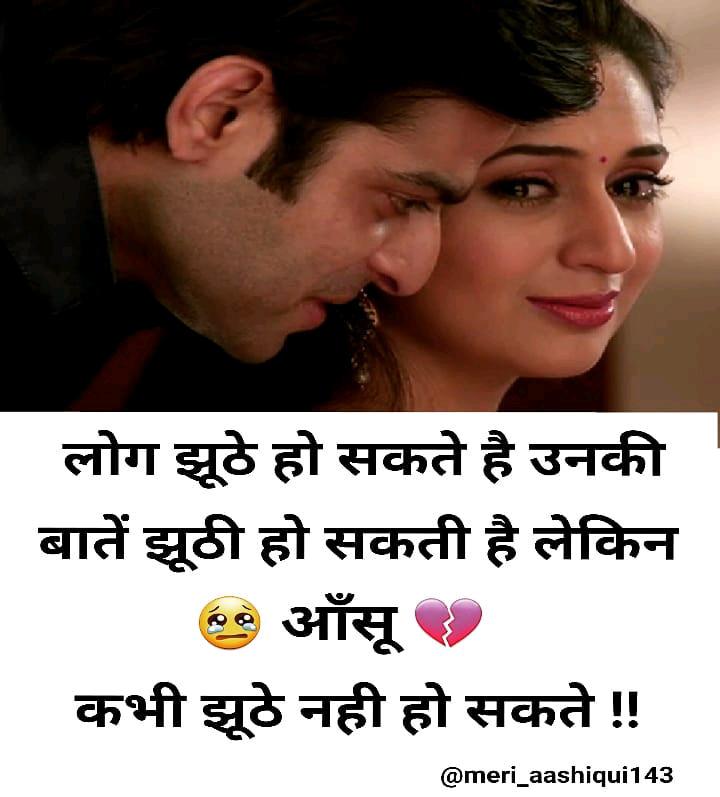 लोग झूठे हो सकते है उनकी
बातें झूठी हो सकती है लेकिन
🥺 आँसू 💔
कभी झूठे नही हो सकते !!
@meri_aashiqui143